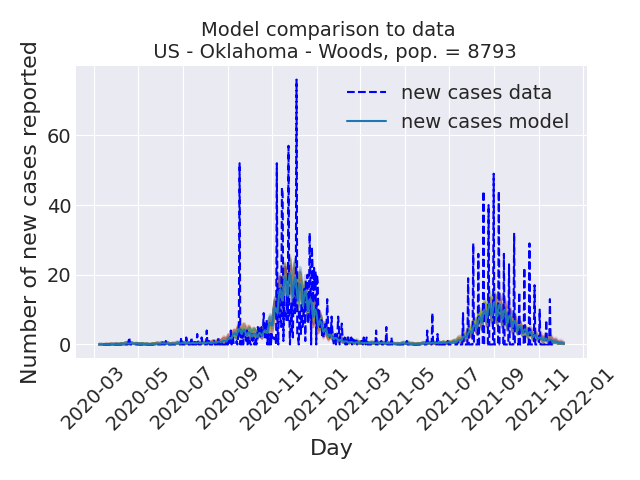 Model comparison to data
US - Oklahoma - Woods, pop. = 8793
new cases data
new cases model
Number of new cases reported
60
40
20
0
2020-03
2020-05
2020-07
2020-09
2020-11
2021-01
2021-03
2021-05
2021-07
2021-09
2021-11
2022-01
Day